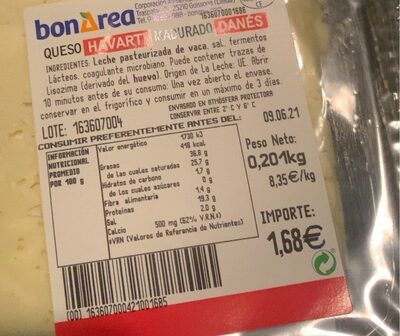 bonÀrea
1636070001685
QUESO HAVARTI MADURADO DANÉS
INGREDIENTES: Leche pasteurizada de vaca, sal, fermentos
Lácteos, coagulante microbiano. Puede contener trazas de
Lisozima (derivado del huevo). Origen de La Leche: UE. Abrir
10 minutos antes de su consumo. Una vez abierto el envase,
conservar en el frigorífico y consumir en un máximo de 3 días.
ENVASADO EN ATMÓSFERA PROTECTORA
CONSERVAR ENTRE 2°C Y 6°C
LOTE: 163607004
CONSUMIR PREFERENTEMENTE ANTES DEL: 09.06.21
INFORMACIÓN
NUTRICIONAL
PROMEDIO
POR 100 g
Valor energético 1730 kJ
418 kcal
Grasas 36,6 g
de las cuales saturadas 25,7 g
Hidratos de carbono 1,7 g
de los cuales azúcares 0 g
Fibra alimentaria 1,4 g
Proteínas 19,3 g
Sal 2,0 g
Calcio 500 mg (62% V.R.N*)
*VRN (Valores de Referencia de Nutrientes)
Peso Neto:
0,201kg
8,35€/kg
IMPORTE:
1,68€
(00) 163607000421001685